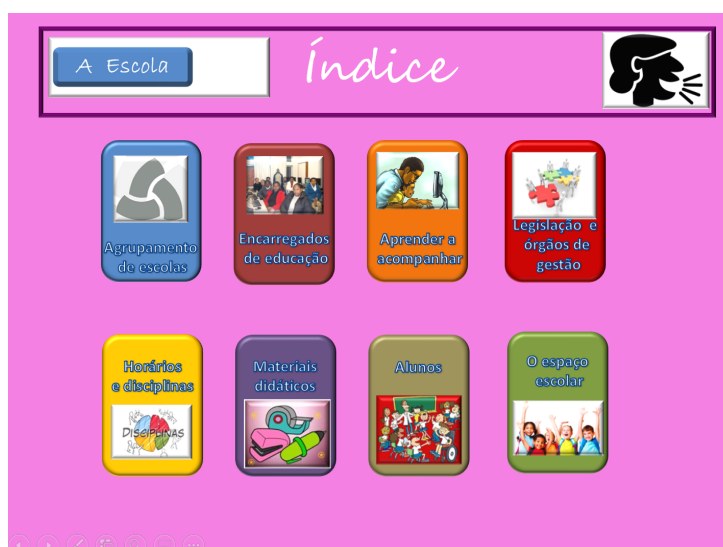 A Escola
Índice
Agrupamento
de escolas
Encarregados
de educação
Aprender a
acompanhar
Legislação e
órgãos de
gestão
Horários
e disciplinas
DISCIPLINAS
Materiais
didáticos
Alunos
O espaço
escolar